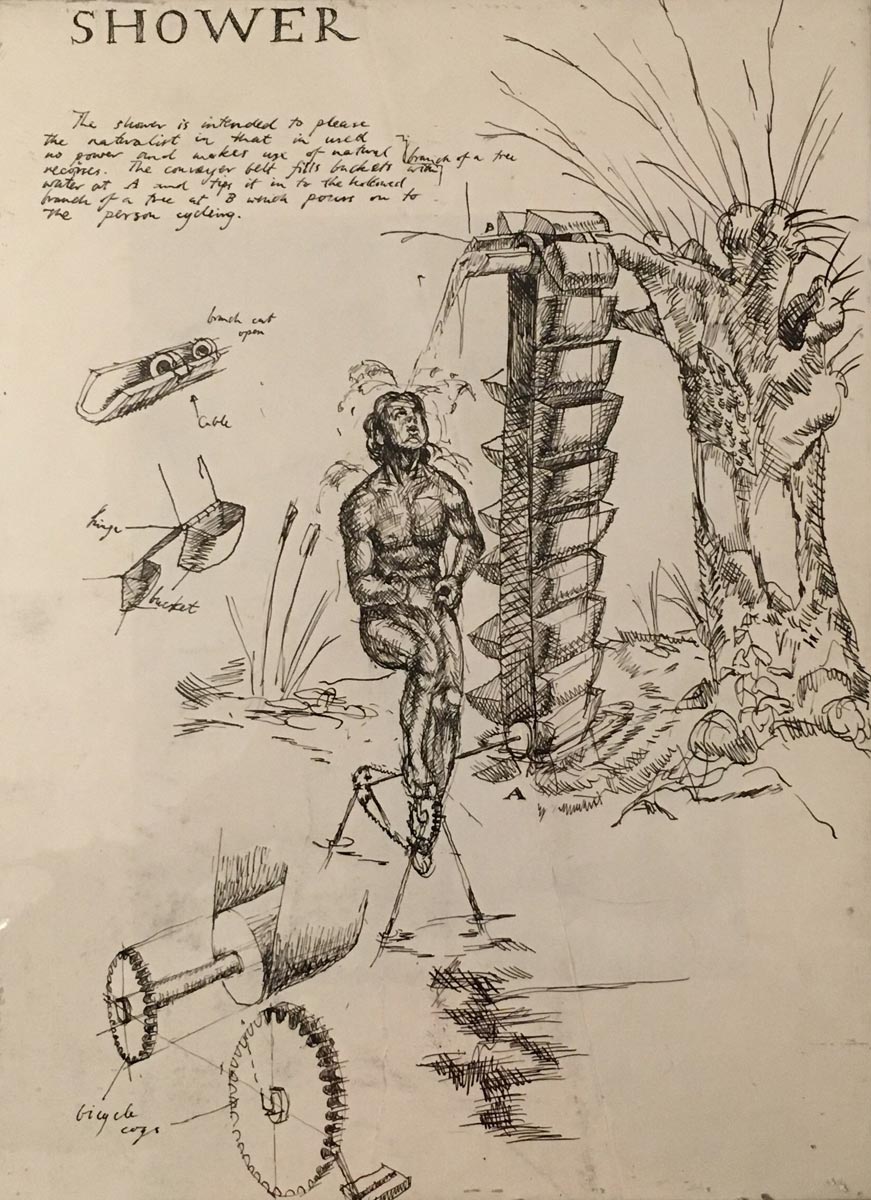 SHOWER
The shower is intended to please
the naturalist in that in used
no power and makes use of natural
recorses. The conveyer belt fills buckets with
water at A and tips it in to the hollowed
branch of a tree at B which pours on to
the person cycling.
branch of a tree
B
branch cut
open
Cable
hinge
bucket
A
bicycle
cogs